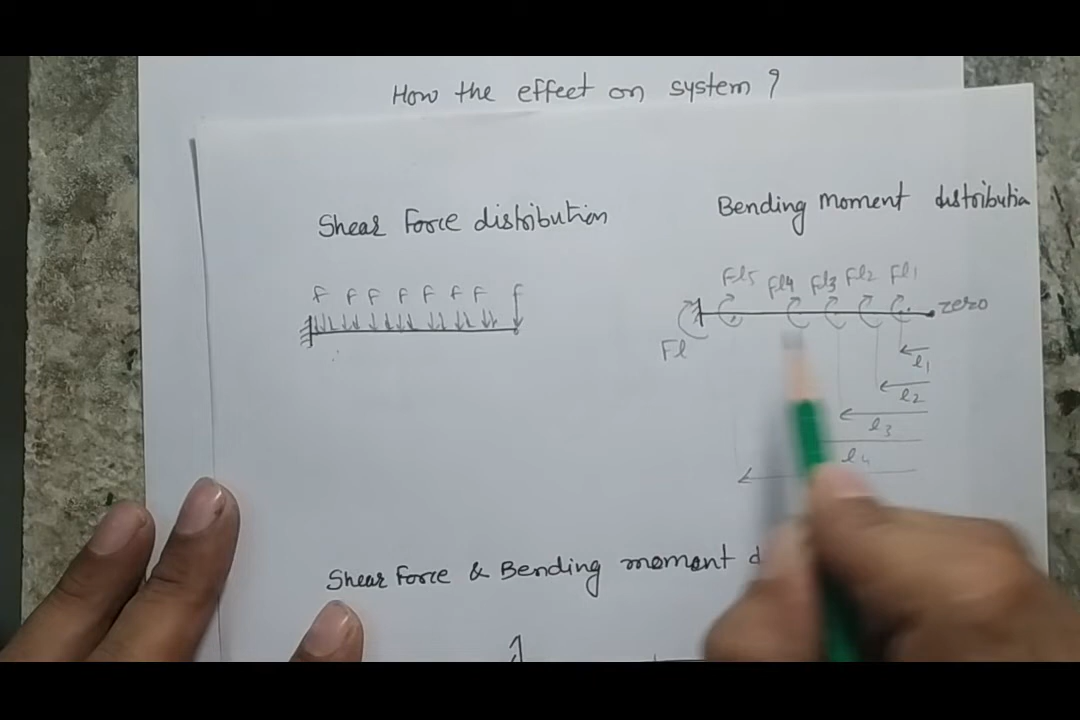 How the effect on system ?
Shear Force distribution
Bending moment distributio
F F F F F F F F
Fl5 Fl4 Fl3 Fl2 Fl1
zero
Fl
l1
l2
l3
l4
Shear Force & Bending moment d